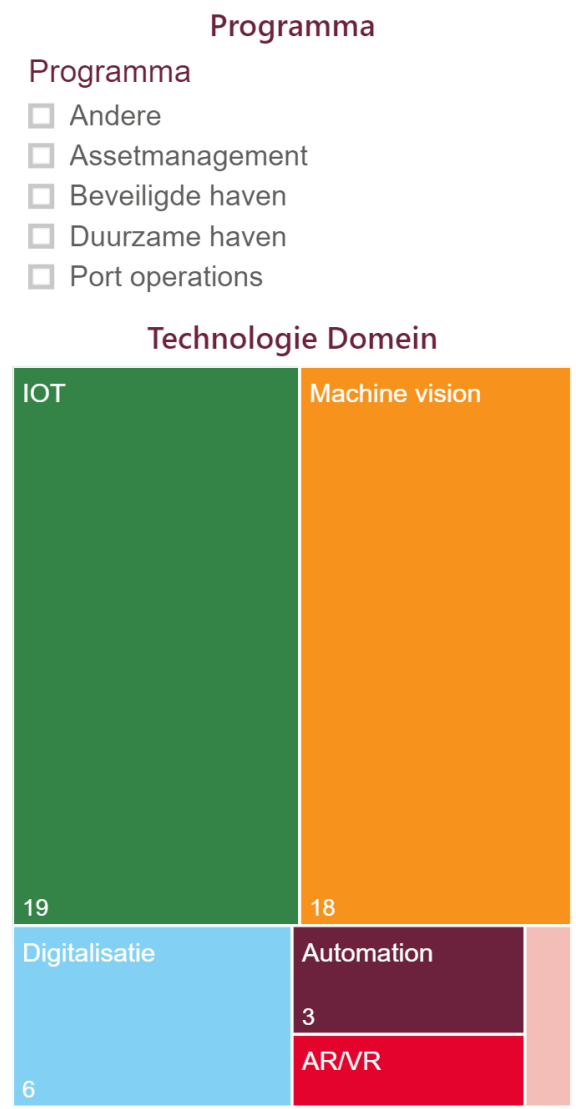 Programma
Programma
Andere
Assetmanagement
Beveiligde haven
Duurzame haven
Port operations
Technologie Domein
IOT
Machine vision
19
18
Digitalisatie
Automation
3
AR/VR
6